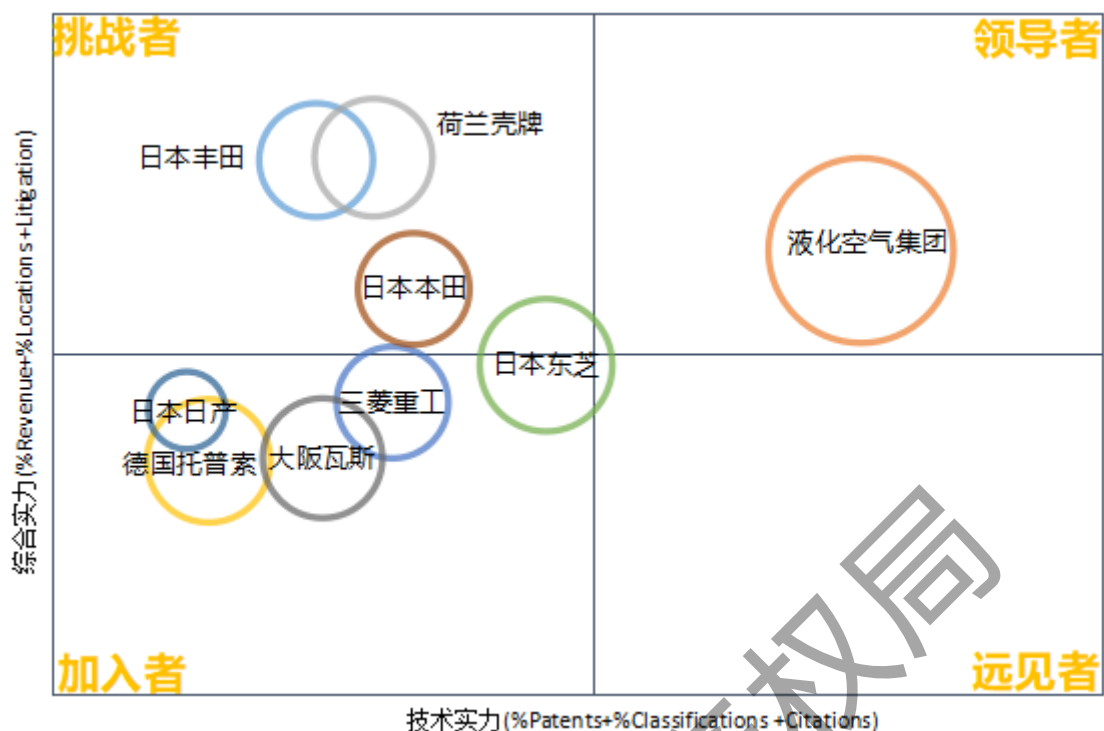 挑战者
领导者
荷兰壳牌
日本丰田
液化空气集团
日本本田
日本东芝
三菱重工
日本日产
德国托普索
大阪瓦斯
加入者
远见者
综合实力(%Revenue+%Locations+Litigation)
技术实力(%Patents+%Classifications+Citations)
权局